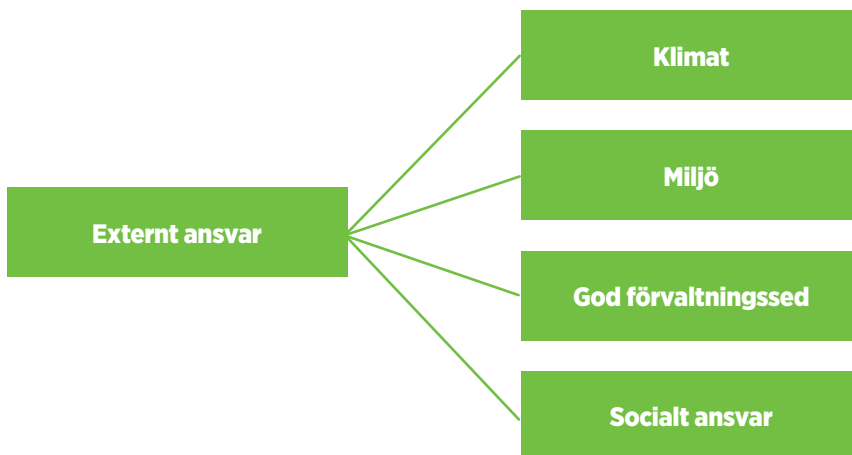 Klimat
Miljö
Externt ansvar
God förvaltningssed
Socialt ansvar